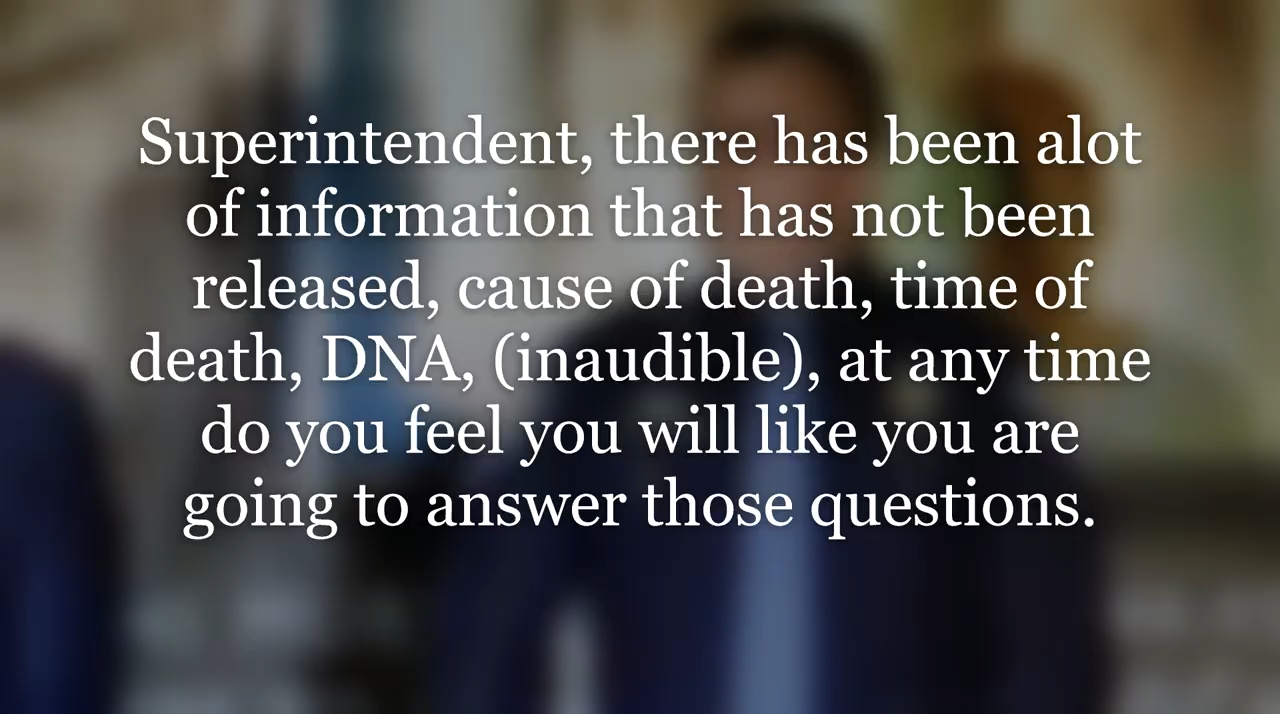 Superintendent, there has been alot
of information that has not been
released, cause of death, time of
death, DNA, (inaudible), at any time
do you feel you will like you are
going to answer those questions.